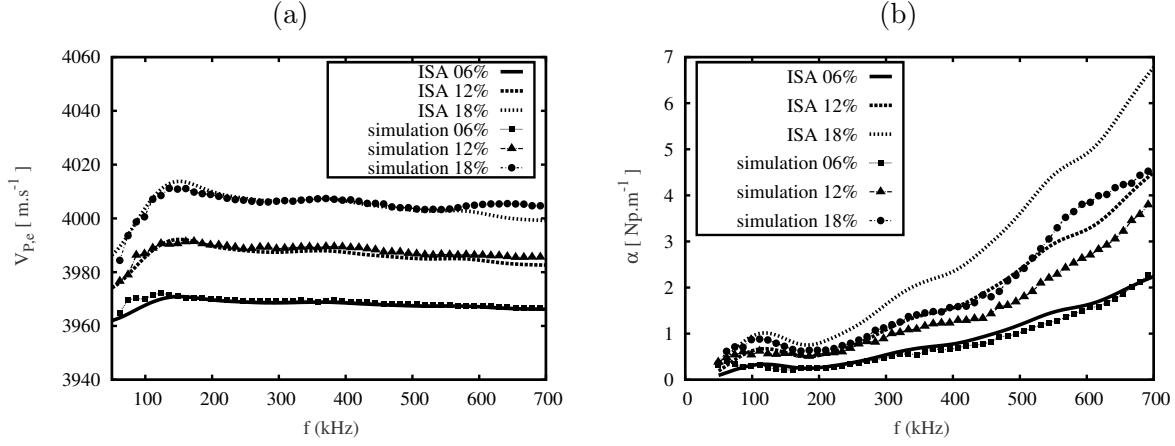 (a)
V_{P,e} [ m.s^{-1}]
4060
4040
4020
4000
3980
3960
3940
ISA 06%
ISA 12%
ISA 18%
simulation 06%
simulation 12%
simulation 18%
100 200 300 400 500 600 700
f (kHz)
(b)
α [ Np.m^{-1}]
7
6
5
4
3
2
1
0
ISA 06%
ISA 12%
ISA 18%
simulation 06%
simulation 12%
simulation 18%
0 100 200 300 400 500 600 700
f (kHz)